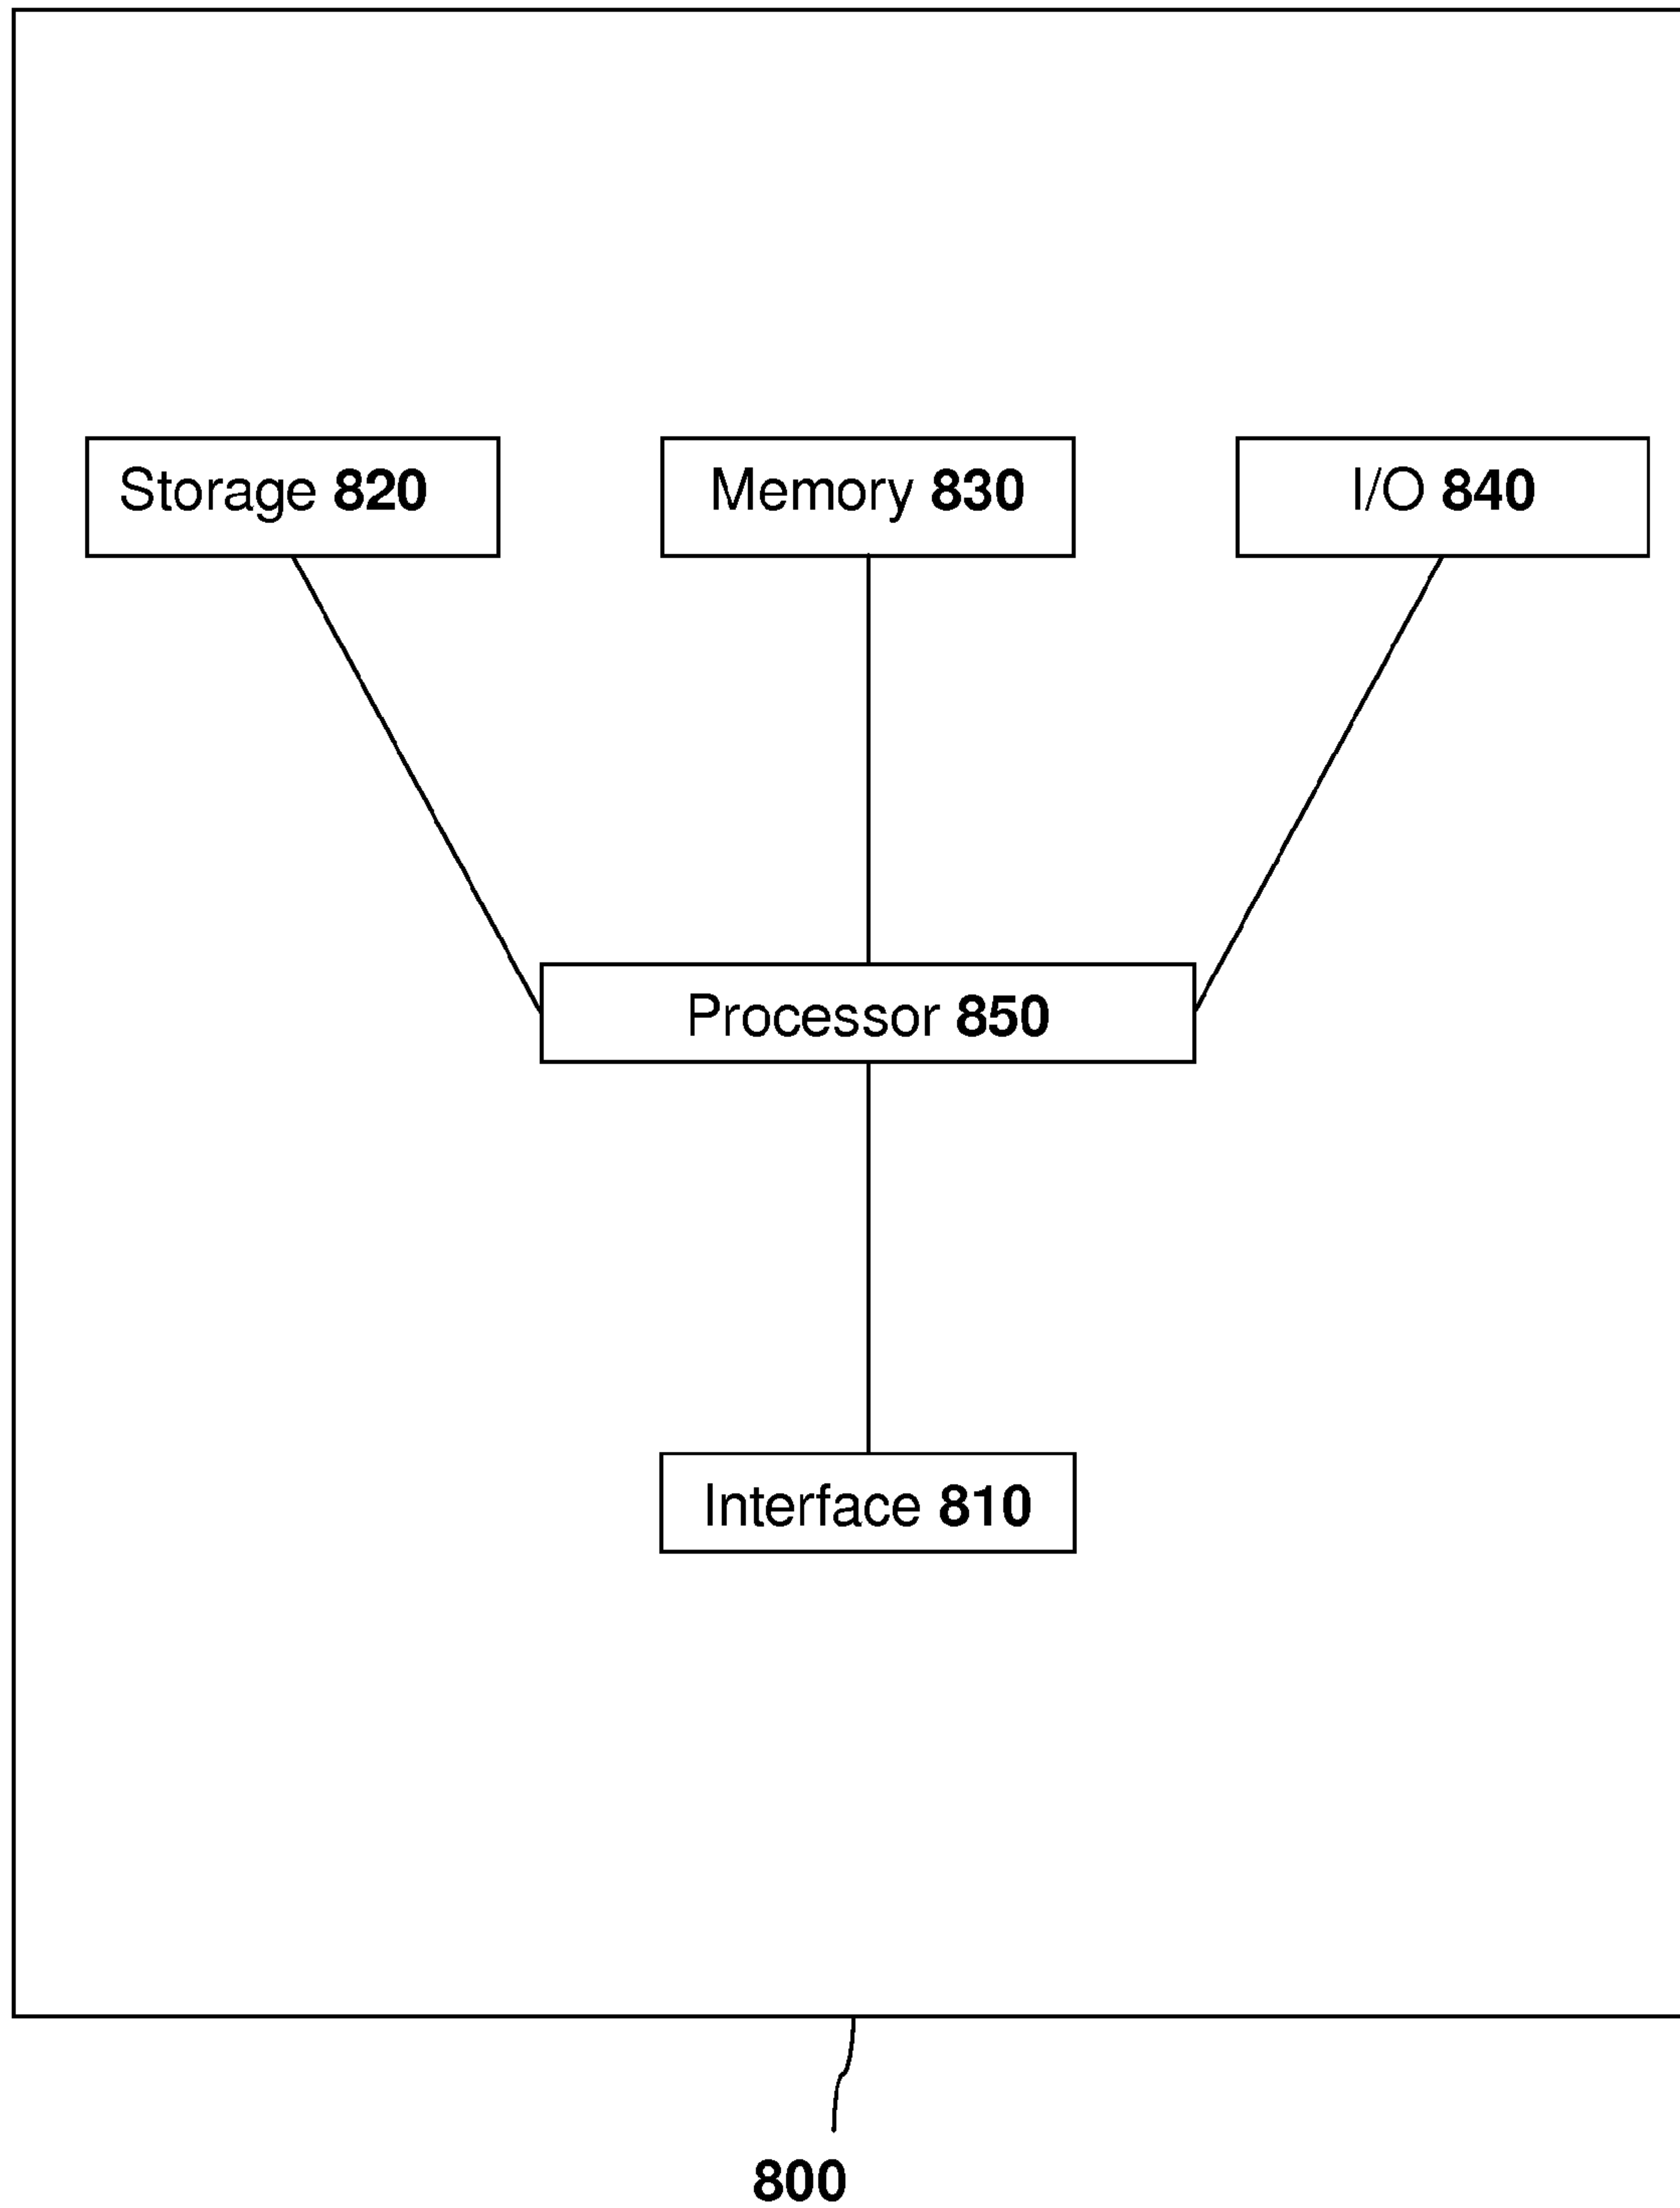 Storage 820
Memory 830
I/O 840
Processor 850
Interface 810
800